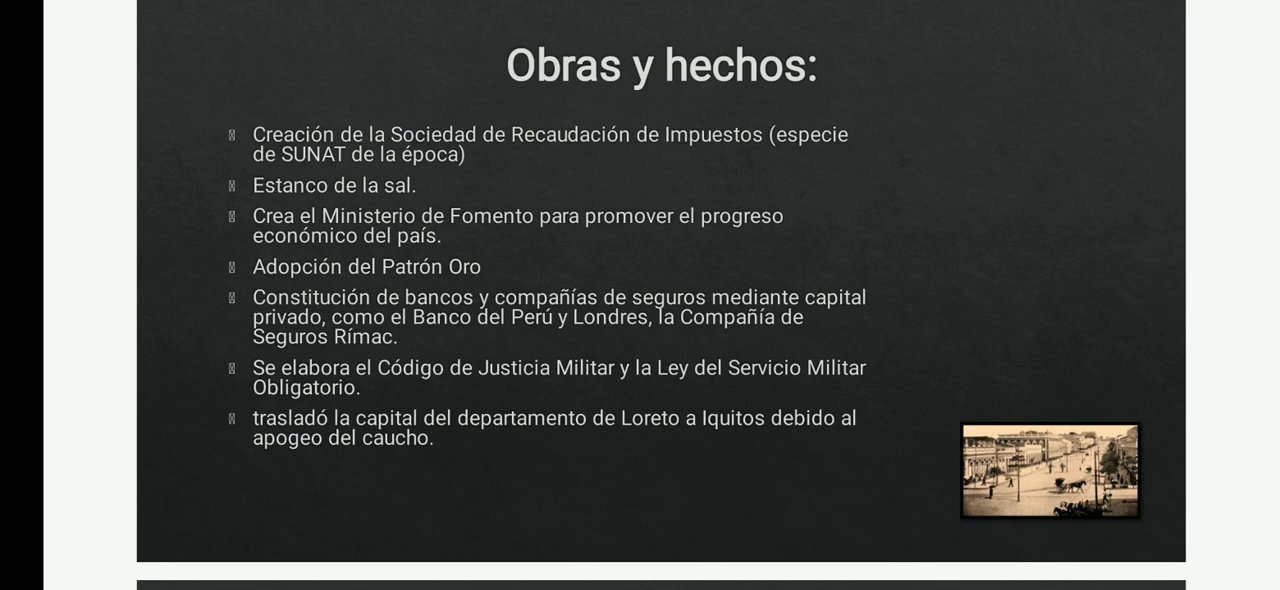 Obras y hechos:
Creación de la Sociedad de Recaudación de Impuestos (especie
de SUNAT de la época)
Estanco de la sal.
Crea el Ministerio de Fomento para promover el progreso
económico del país.
Adopción del Patrón Oro
Constitución de bancos y compañías de seguros mediante capital
privado, como el Banco del Perú y Londres, la Compañía de
Seguros Rímac.
Se elabora el Código de Justicia Militar y la Ley del Servicio Militar
Obligatorio.
trasladó la capital del departamento de Loreto a Iquitos debido al
apogeo del caucho.